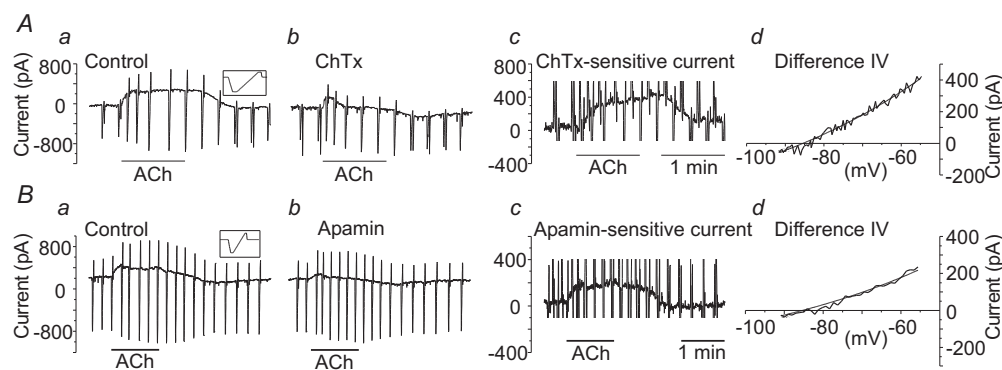 A
a
Control
800
0
-800
Current (pA)
ACh
b
ChTx
ACh
c
ChTx-sensitive current
800
400
0
-400
ACh
1 min
d
Difference IV
400
200
0
-200
Current (pA)
-100
-80
-60
(mV)
B
a
Control
800
0
-800
Current (pA)
ACh
b
Apamin
ACh
c
Apamin-sensitive current
400
0
-400
ACh
1 min
d
Difference IV
400
200
0
-200
Current (pA)
-100
-80
-60
(mV)